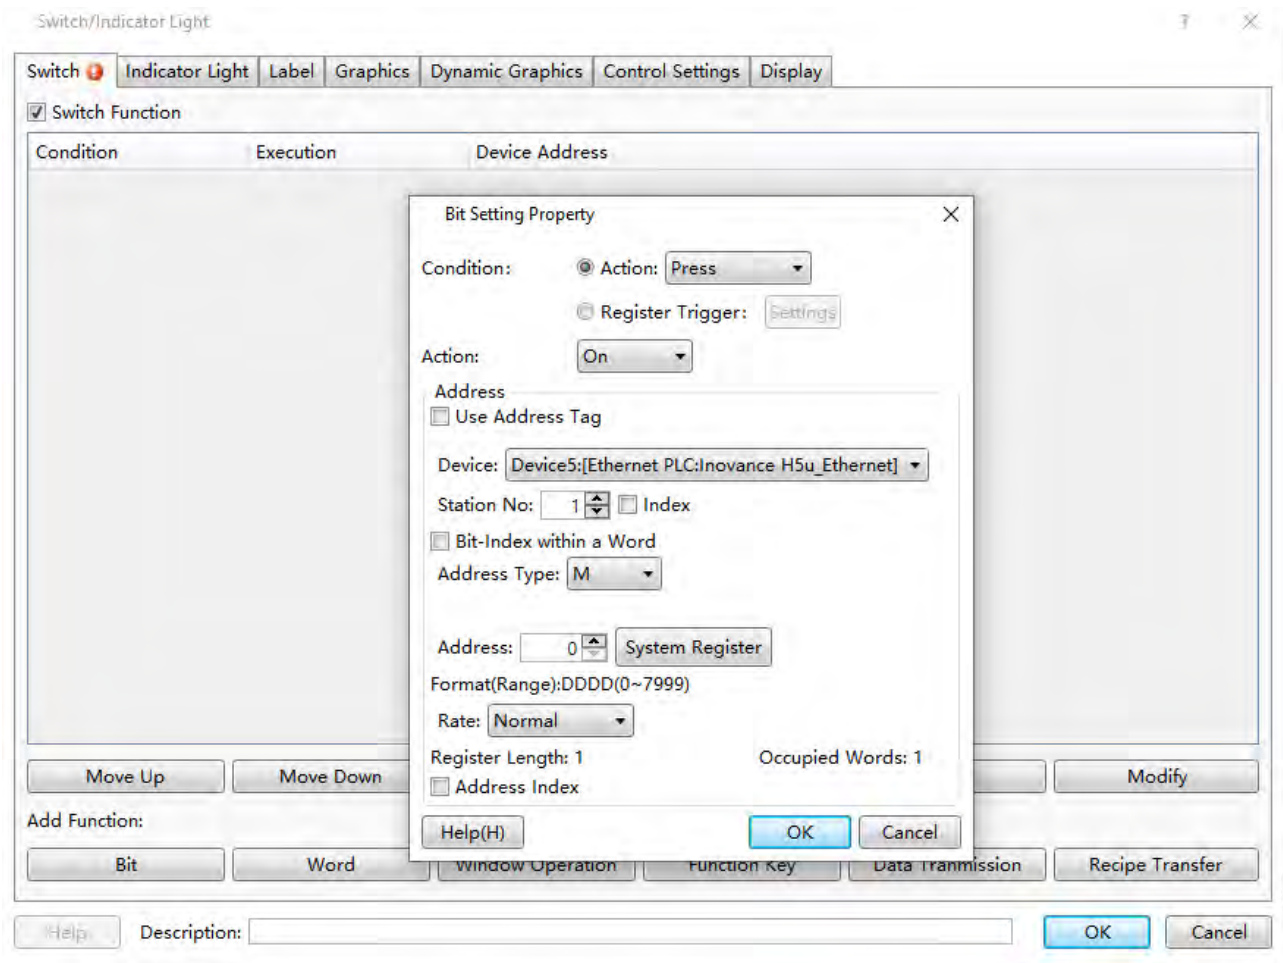 Switch/Indicator Light ?
Switch Indicator Light Label Graphics Dynamic Graphics Control Settings Display
Switch Function
Condition Execution Device Address
Bit Setting Property
Condition: Action: Press
Register Trigger: Settings
Action: On
Address
Use Address Tag
Device: Device5:[Ethernet PLC:Inovance H5u_Ethernet]
Station No: 1 Index
Bit-Index within a Word
Address Type: M
Address: 0 System Register
Format(Range):DDDD(0~7999)
Rate: Normal
Register Length: 1 Occupied Words: 1
Address Index
Help(H) OK Cancel
Move Up Move Down Modify
Add Function:
Bit Word Window Operation Function Key Data Tranmission Recipe Transfer
Help Description: OK Cancel